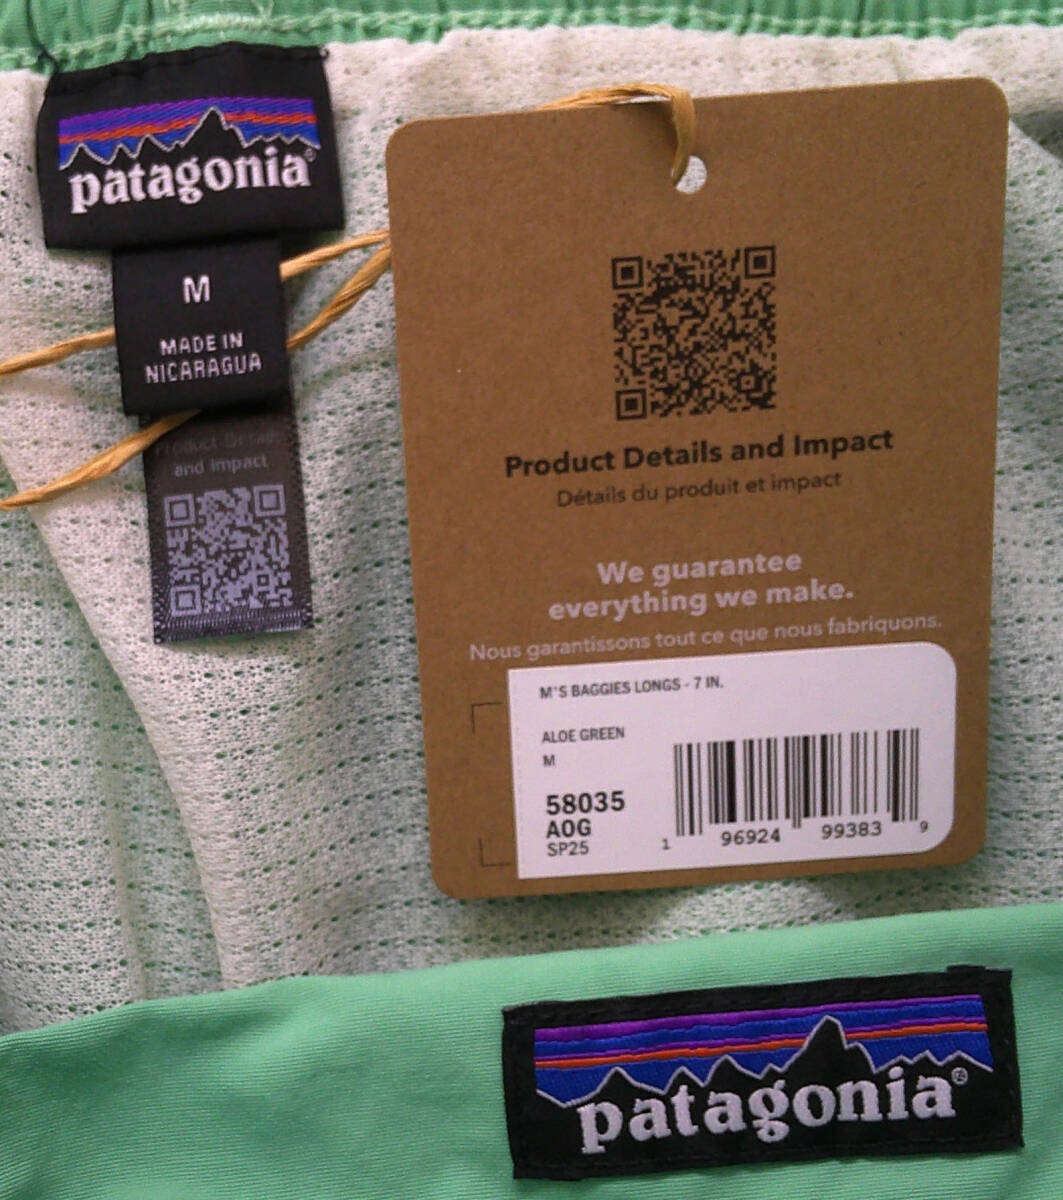 patagonia®
M
MADE IN
NICARAGUA
Product Details
and impact
Product Details and Impact
Détails du produit et impact
We guarantee
everything we make.
Nous garantissons tout ce que nous fabriquons.
M'S BAGGIES LONGS - 7 IN.
ALOE GREEN
M
58035
AOG
SP25
1 96924 99383 9
patagonia®